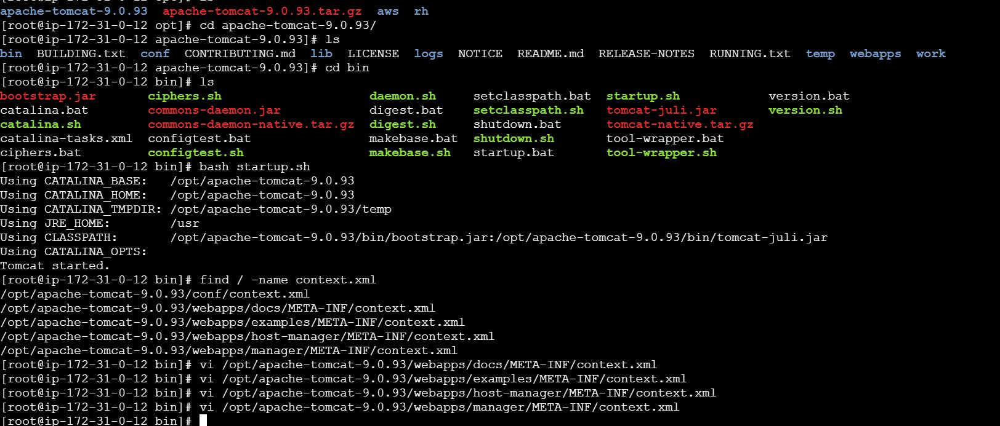 apache-tomcat-9.0.93  apache-tomcat-9.0.93.tar.gz  aws  rh
[root@ip-172-31-0-12 opt]# cd apache-tomcat-9.0.93/
[root@ip-172-31-0-12 apache-tomcat-9.0.93]# ls
bin  BUILDING.txt  conf  CONTRIBUTING.md  lib  LICENSE  logs  NOTICE  README.md  RELEASE-NOTES  RUNNING.txt  temp  webapps  work
[root@ip-172-31-0-12 apache-tomcat-9.0.93]# cd bin
[root@ip-172-31-0-12 bin]# ls
bootstrap.jar       ciphers.sh                    daemon.sh     setclasspath.bat  startup.sh            version.bat
catalina.bat        commons-daemon.jar            digest.bat    setclasspath.sh   tomcat-juli.jar       version.sh
catalina.sh         commons-daemon-native.tar.gz  digest.sh     shutdown.bat      tomcat-native.tar.gz
catalina-tasks.xml  configtest.bat                makebase.bat  shutdown.sh       tool-wrapper.bat
ciphers.bat         configtest.sh                 makebase.sh   startup.bat       tool-wrapper.sh
[root@ip-172-31-0-12 bin]# bash startup.sh
Using CATALINA_BASE:   /opt/apache-tomcat-9.0.93
Using CATALINA_HOME:   /opt/apache-tomcat-9.0.93
Using CATALINA_TMPDIR: /opt/apache-tomcat-9.0.93/temp
Using JRE_HOME:        /usr
Using CLASSPATH:       /opt/apache-tomcat-9.0.93/bin/bootstrap.jar:/opt/apache-tomcat-9.0.93/bin/tomcat-juli.jar
Using CATALINA_OPTS:
Tomcat started.
[root@ip-172-31-0-12 bin]# find / -name context.xml
/opt/apache-tomcat-9.0.93/conf/context.xml
/opt/apache-tomcat-9.0.93/webapps/docs/META-INF/context.xml
/opt/apache-tomcat-9.0.93/webapps/examples/META-INF/context.xml
/opt/apache-tomcat-9.0.93/webapps/host-manager/META-INF/context.xml
/opt/apache-tomcat-9.0.93/webapps/manager/META-INF/context.xml
[root@ip-172-31-0-12 bin]# vi /opt/apache-tomcat-9.0.93/webapps/docs/META-INF/context.xml
[root@ip-172-31-0-12 bin]# vi /opt/apache-tomcat-9.0.93/webapps/examples/META-INF/context.xml
[root@ip-172-31-0-12 bin]# vi /opt/apache-tomcat-9.0.93/webapps/host-manager/META-INF/context.xml
[root@ip-172-31-0-12 bin]# vi /opt/apache-tomcat-9.0.93/webapps/manager/META-INF/context.xml
[root@ip-172-31-0-12 bin]#